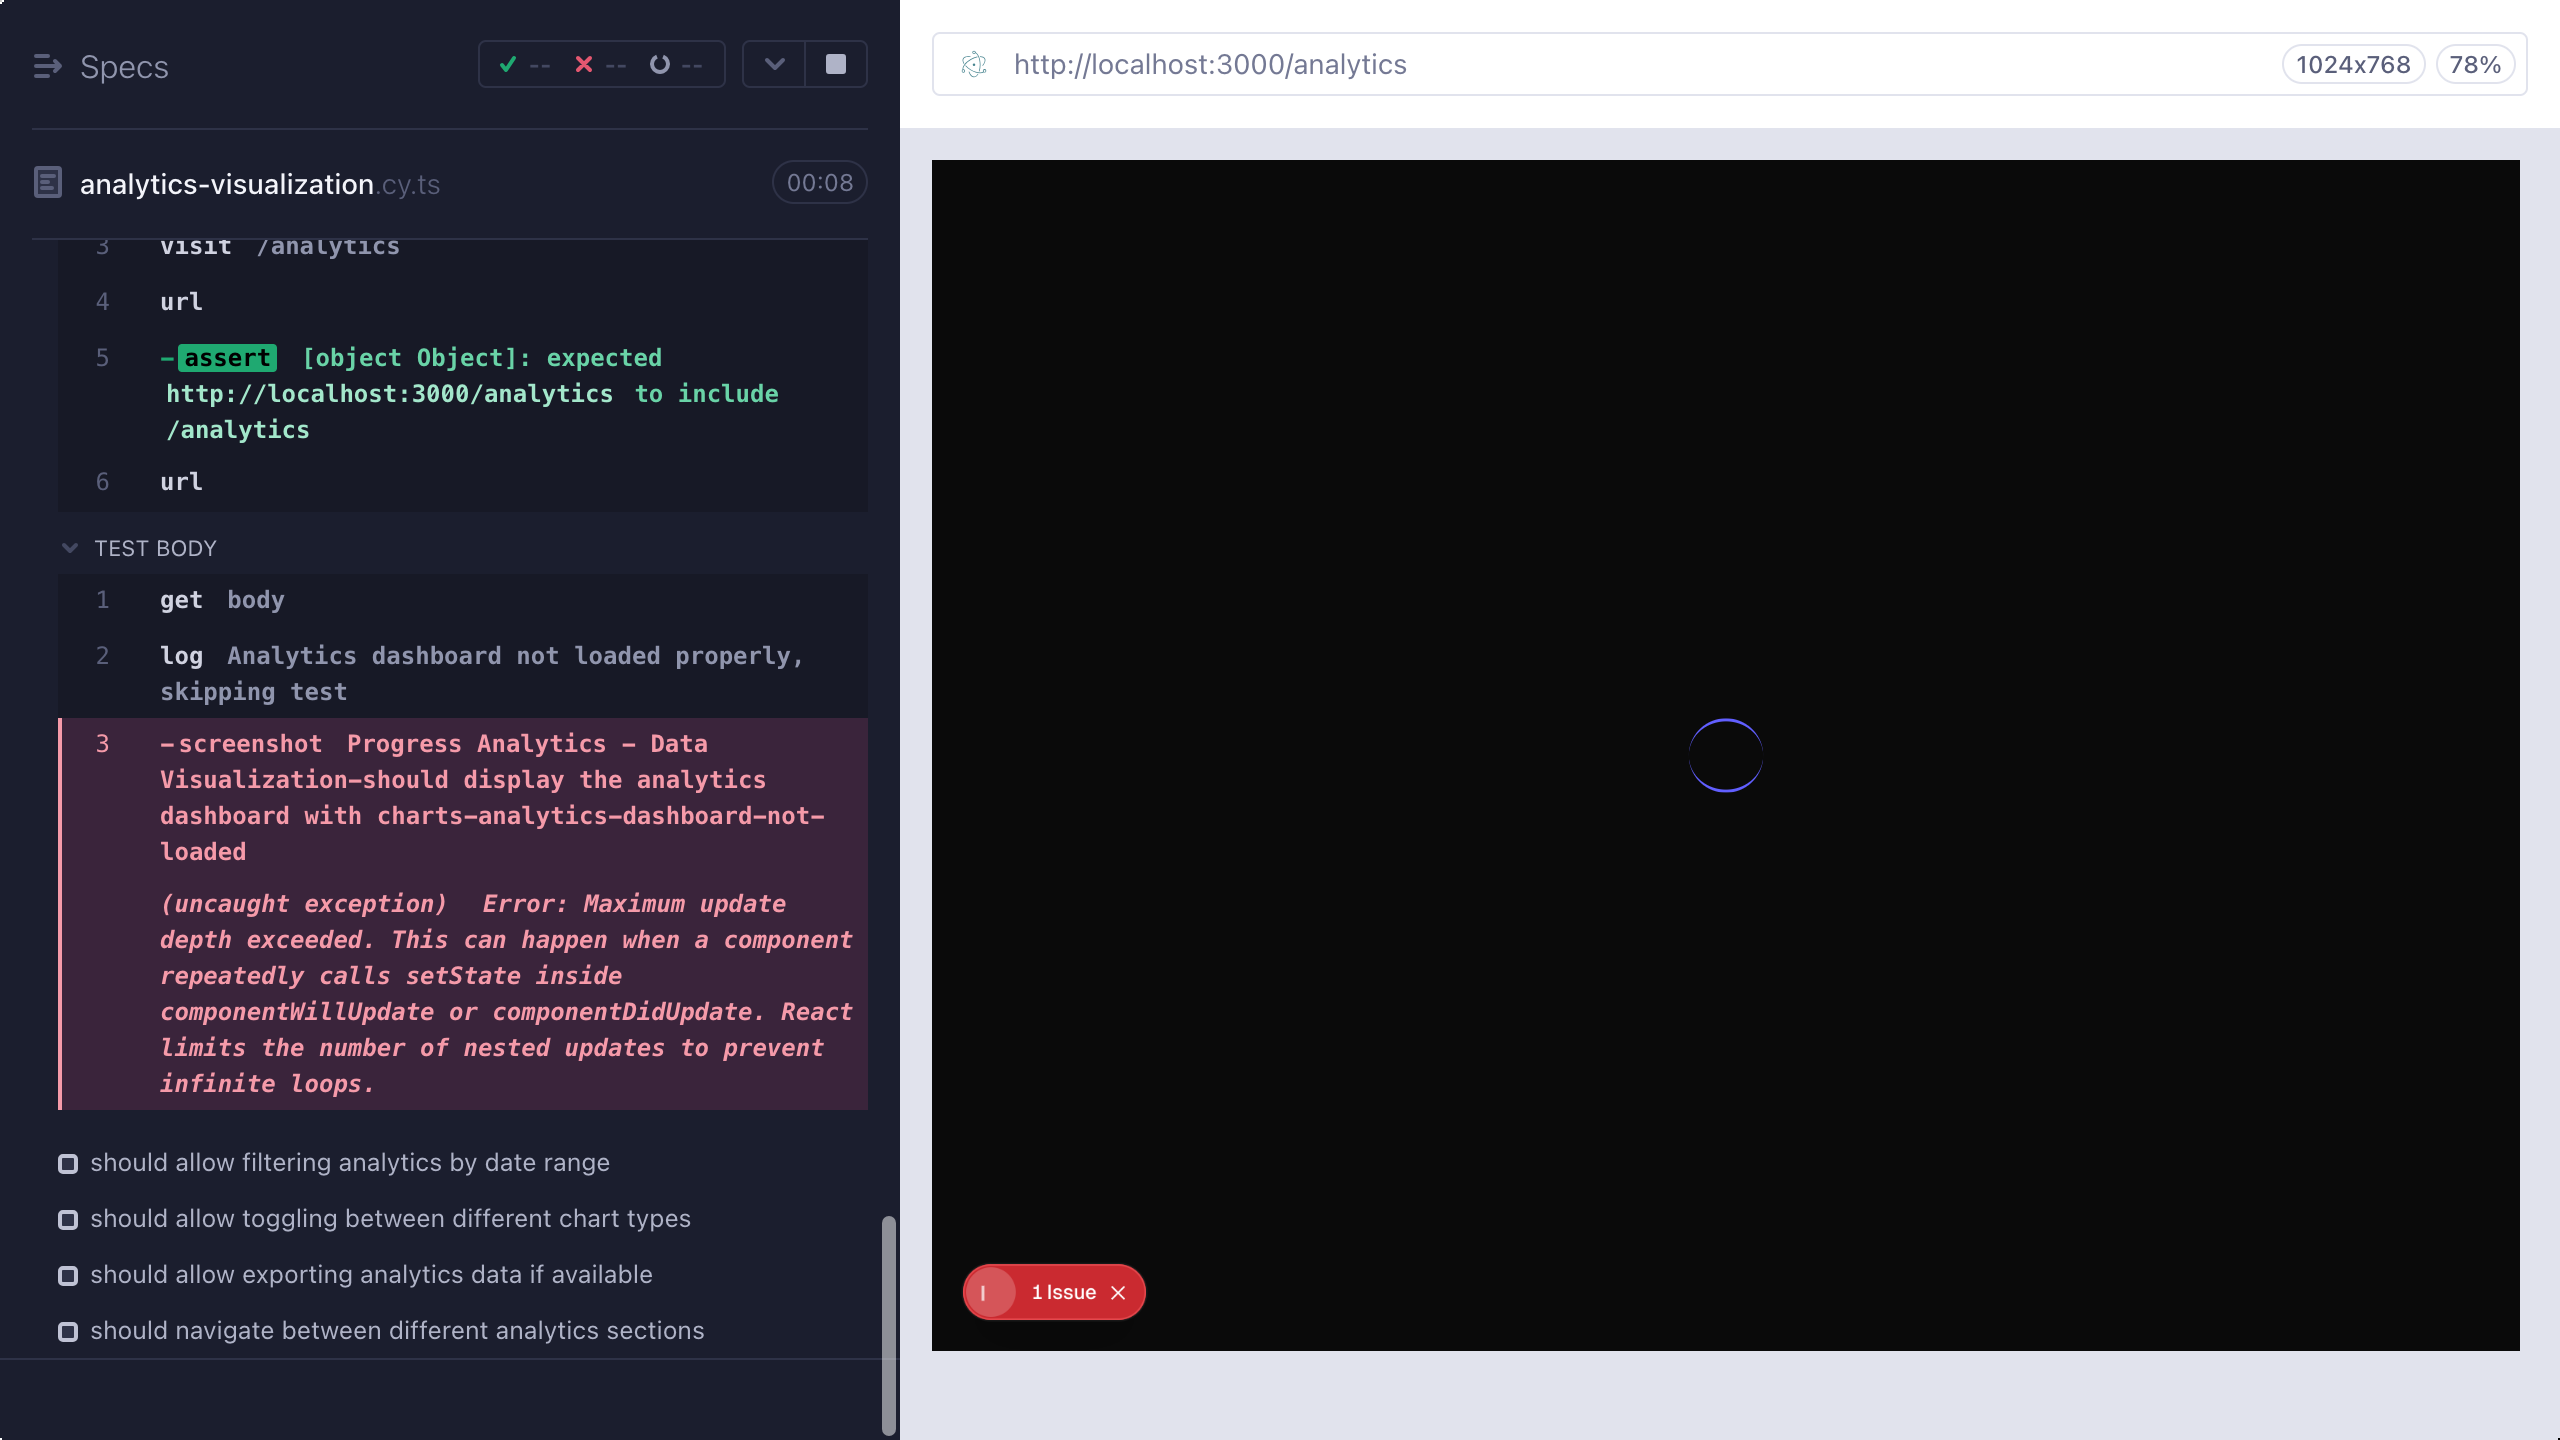 Specs
-- -- --
http://localhost:3000/analytics
1024x768
78%
analytics-visualization.cy.ts
00:08
3 visit /analytics
4 url
5 -assert [object Object]: expected
http://localhost:3000/analytics to include
/analytics
6 url
TEST BODY
1 get body
2 log Analytics dashboard not loaded properly,
skipping test
3 -screenshot Progress Analytics - Data
Visualization-should display the analytics
dashboard with charts-analytics-dashboard-not-
loaded
(uncaught exception) Error: Maximum update
depth exceeded. This can happen when a component
repeatedly calls setState inside
componentWillUpdate or componentDidUpdate. React
limits the number of nested updates to prevent
infinite loops.
should allow filtering analytics by date range
should allow toggling between different chart types
should allow exporting analytics data if available
should navigate between different analytics sections
1 Issue